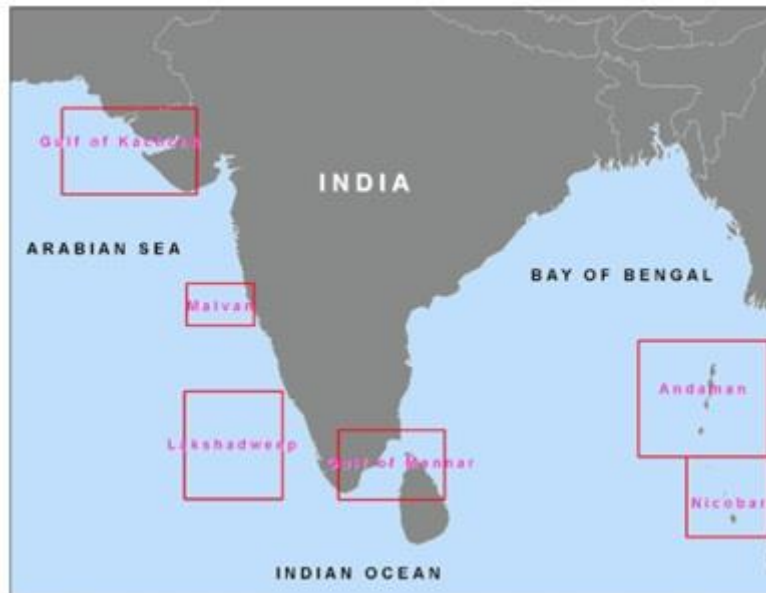 Gulf of Kachchh
INDIA
ARABIAN SEA
BAY OF BENGAL
Malvan
Andaman
Lakshadweep
Gulf of Mannar
Nicobar
INDIAN OCEAN